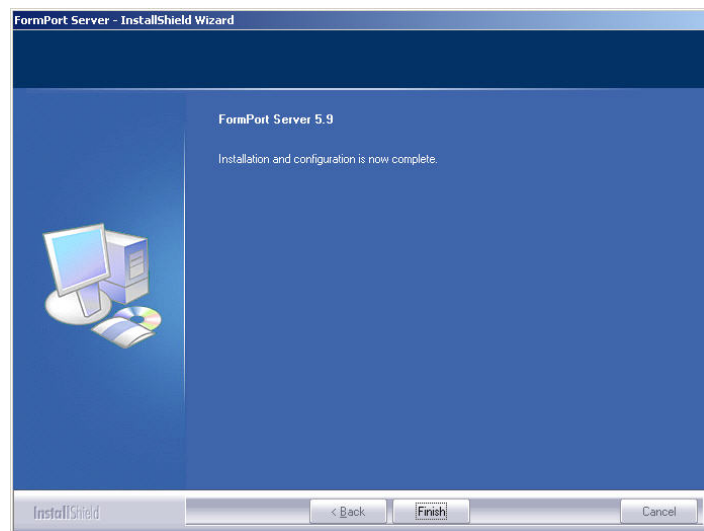 FormPort Server - InstallShield Wizard
FormPort Server 5.9
Installation and configuration is now complete.
InstallShield
< Back
Finish
Cancel